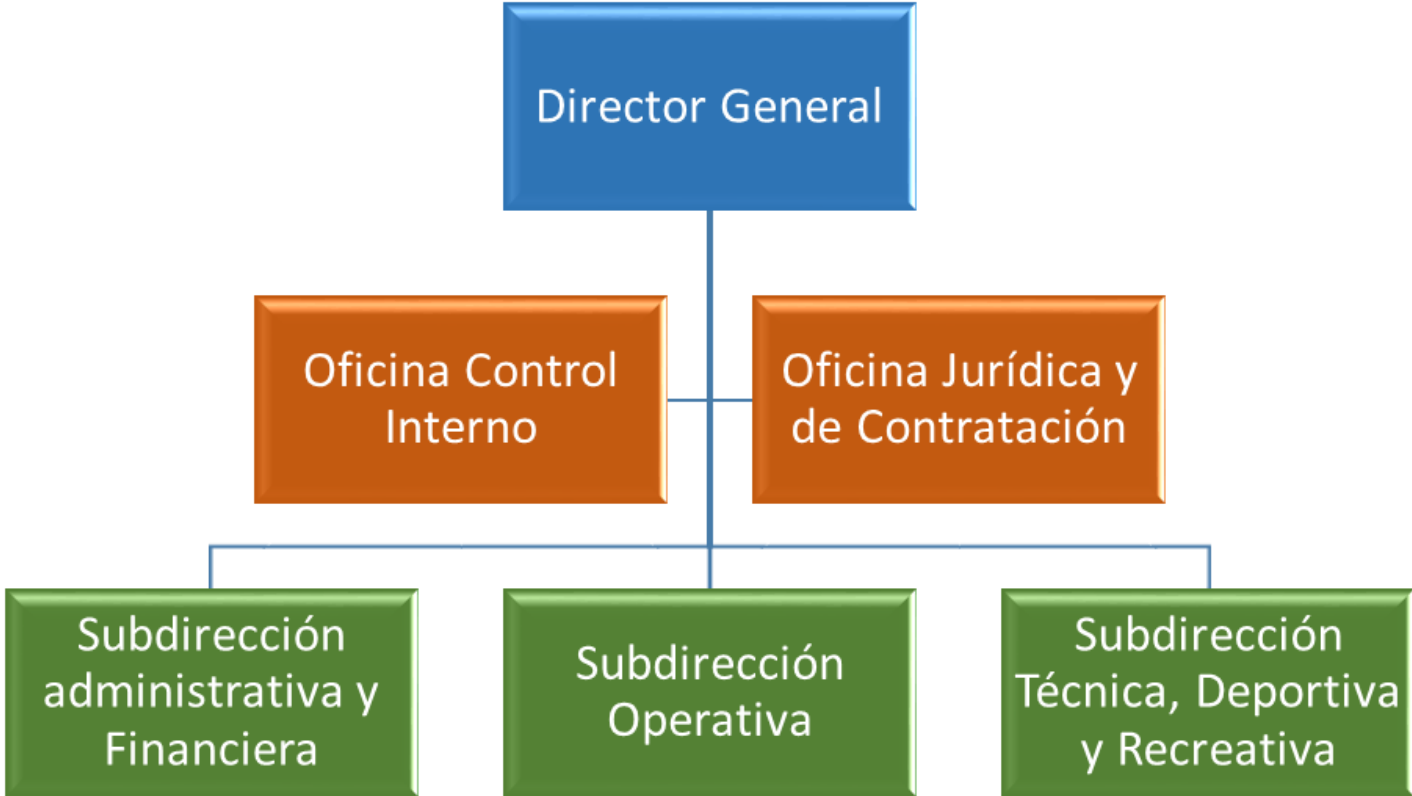 Director General
Oficina Control
Interno
Oficina Jurídica y
de Contratación
Subdirección
administrativa y
Financiera
Subdirección
Operativa
Subdirección
Técnica, Deportiva
y Recreativa